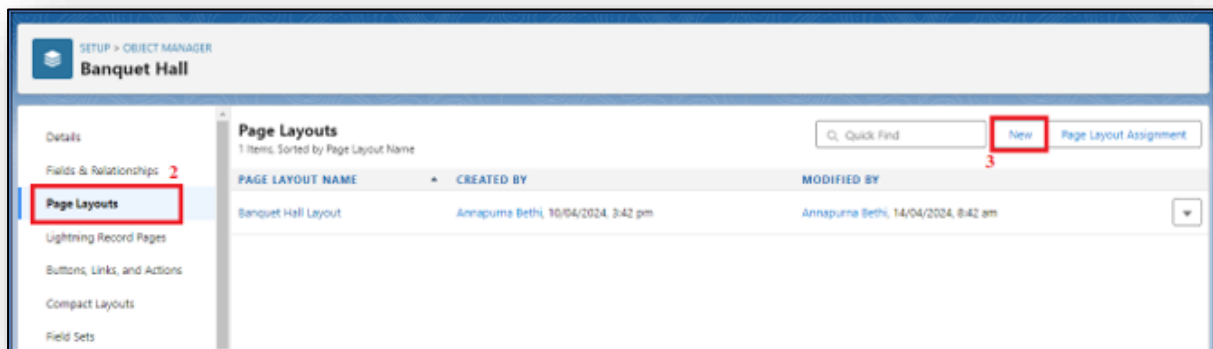 SETUP > OBJECT MANAGER
Banquet Hall
Details
Fields & Relationships 2
Page Layouts
Lightning Record Pages
Buttons, Links, and Actions
Compact Layouts
Field Sets
Page Layouts
1 Items, Sorted by Page Layout Name
Quick Find
New
Page Layout Assignment
3
PAGE LAYOUT NAME CREATED BY MODIFIED BY
Banquet Hall Layout Annapurna Bethi, 10/04/2024, 3:42 pm Annapurna Bethi, 14/04/2024, 8:42 am